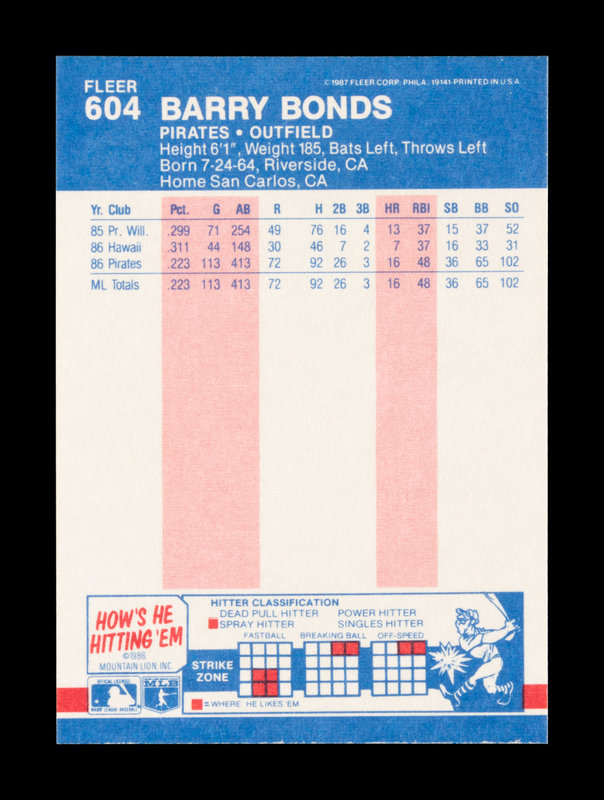 FLEER
604
© 1987 FLEER CORP. PHILA., 19141-PRINTED IN U S A
BARRY BONDS
PIRATES • OUTFIELD
Height 6'1", Weight 185, Bats Left, Throws Left
Born 7-24-64, Riverside, CA
Home San Carlos, CA
Yr. Club Pct. G AB R H 2B 3B HR RBI SB BB SO
85 Pr. Will. .299 71 254 49 76 16 4 13 37 15 37 52
86 Hawaii .311 44 148 30 46 7 2 7 37 16 33 31
86 Pirates .223 113 413 72 92 26 3 16 48 36 65 102
ML Totals .223 113 413 72 92 26 3 16 48 36 65 102
HOW'S HE
HITTING 'EM
©1986
MOUNTAIN LION, INC
OFFICIAL LICENSEE
MAJOR LEAGUE BASEBALL
MLB
HITTER CLASSIFICATION
DEAD PULL HITTER POWER HITTER
SPRAY HITTER SINGLES HITTER
FASTBALL BREAKING BALL OFF-SPEED
STRIKE
ZONE
= WHERE HE LIKES 'EM